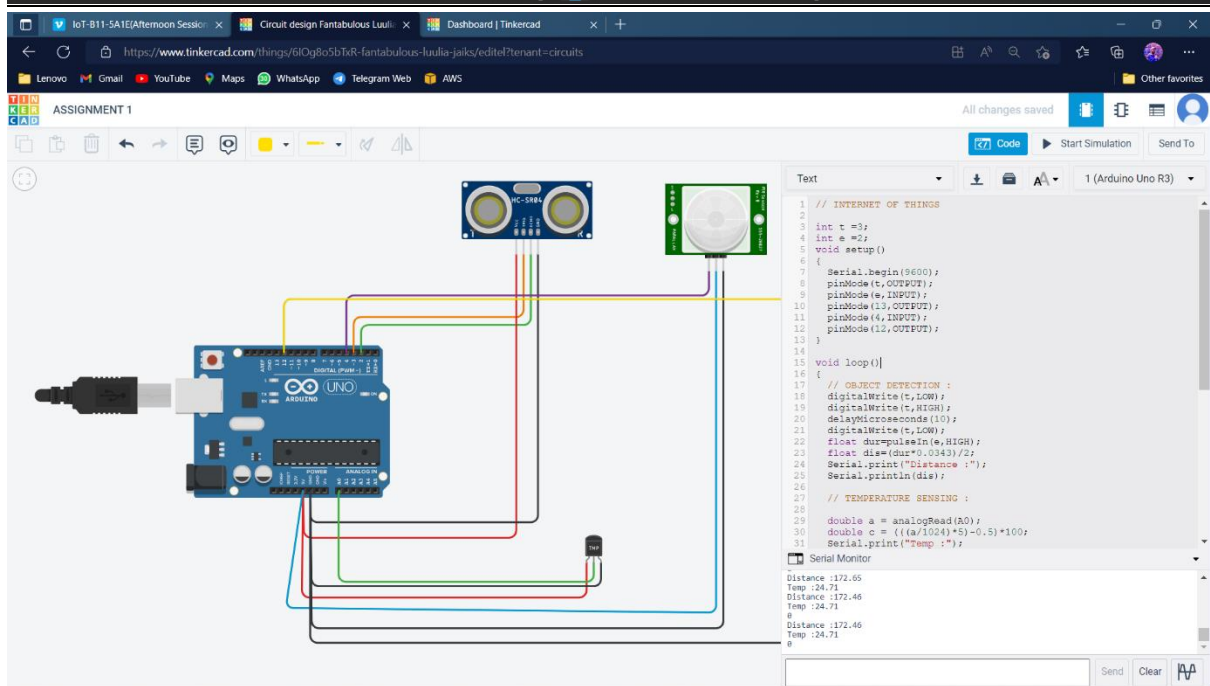 IoT-B11-5A1E(Afternoon Session
Circuit design Fantabulous Luulia
Dashboard | Tinkercad
https://www.tinkercad.com/things/6lOg8o5bTxR-fantabulous-luulia-jaiks/editel?tenant=circuits
Lenovo
Gmail
YouTube
Maps
WhatsApp
Telegram Web
AWS
Other favorites
TINKERCAD
ASSIGNMENT 1
All changes saved
Code
Start Simulation
Send To
Text
1 (Arduino Uno R3)
HC-SR04
T
R
DIGITAL (PWM~)
UNO
ARDUINO
ON
POWER
ANALOG IN
TMP
1 // INTERNET OF THINGS
2
3 int t =3;
4 int e =2;
5 void setup()
6 {
7 Serial.begin(9600);
8 pinMode(t,OUTPUT);
9 pinMode(e,INPUT);
10 pinMode(13,OUTPUT);
11 pinMode(4,INPUT);
12 pinMode(12,OUTPUT);
13 }
14
15 void loop()
16 {
17 // OBJECT DETECTION :
18 digitalWrite(t,LOW);
19 digitalWrite(t,HIGH);
20 delayMicroseconds(10);
21 digitalWrite(t,LOW);
22 float dur=pulseIn(e,HIGH);
23 float dis=(dur*0.0343)/2;
24 Serial.print("Distance :");
25 Serial.println(dis);
26
27 // TEMPERATURE SENSING :
28
29 double a = analogRead(A0);
30 double c = (((a/1024)*5)-0.5)*100;
31 Serial.print("Temp :");
Serial Monitor
Distance :172.65
Temp :24.71
Distance :172.46
Temp :24.71
0
Distance :172.46
Temp :24.71
0
Send
Clear